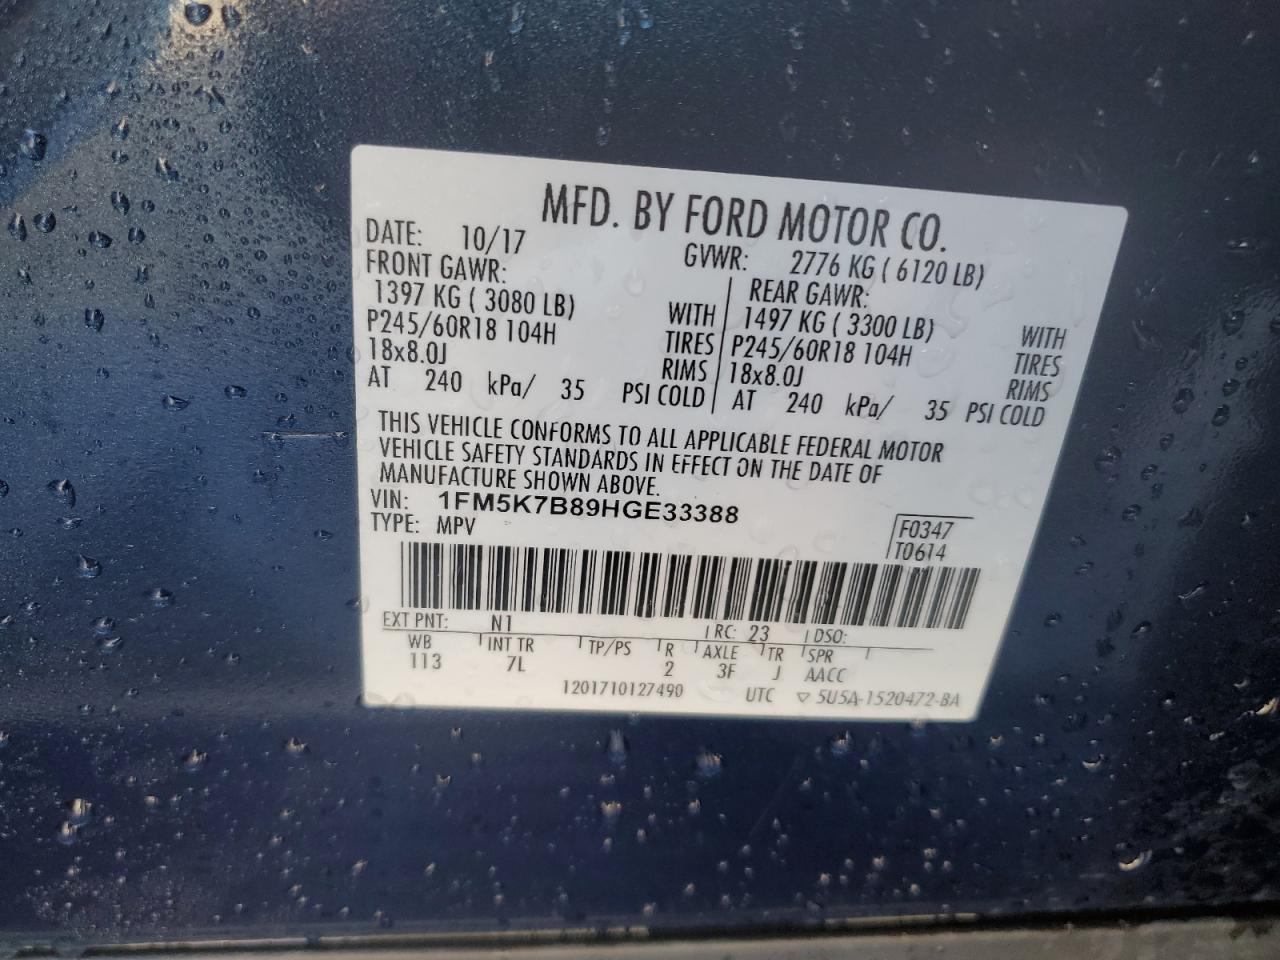 MFD. BY FORD MOTOR CO.
DATE: 10/17 GVWR: 2776 KG ( 6120 LB)
FRONT GAWR: REAR GAWR:
1397 KG ( 3080 LB) WITH 1497 KG ( 3300 LB) WITH
P245/60R18 104H TIRES P245/60R18 104H TIRES
18x8.0J RIMS 18x8.0J RIMS
AT 240 kPa/ 35 PSI COLD AT 240 kPa/ 35 PSI COLD
THIS VEHICLE CONFORMS TO ALL APPLICABLE FEDERAL MOTOR
VEHICLE SAFETY STANDARDS IN EFFECT ON THE DATE OF
MANUFACTURE SHOWN ABOVE.
VIN: 1FM5K7B89HGE33388 F0347
TYPE: MPV T0614
EXT PNT: N1 RC: 23 DSO:
WB INT TR TP/PS R AXLE TR SPR
113 7L 2 3F J AACC
1201710127490 UTC ▽ 5U5A-1520472-BA